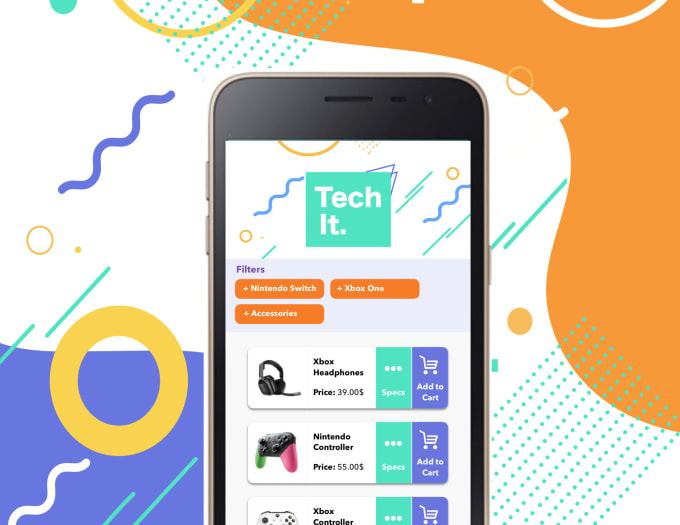 Tech
It.
Filters
+ Nintendo Switch
+ Xbox One
+ Accessories
Xbox
Headphones
Price: 39.00$
Specs
Add to
Cart
Nintendo
Controller
Price: 55.00$
Specs
Add to
Cart
Xbox
Controller